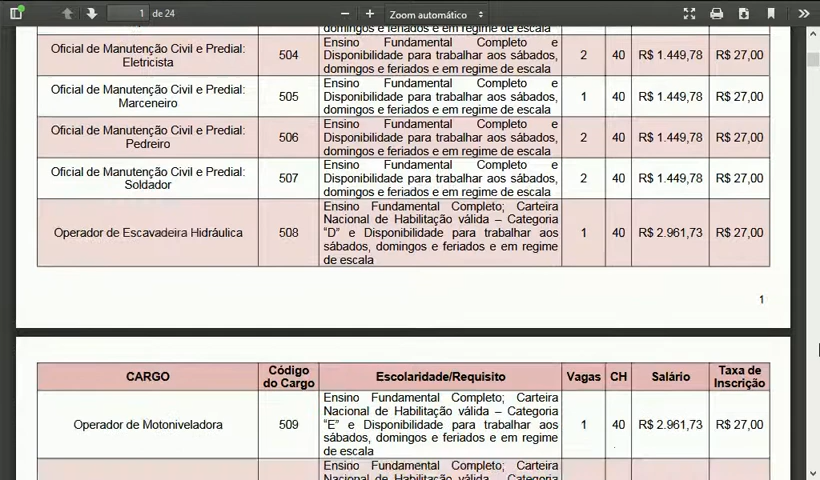 1 de 24 Zoom automático
domingos e feriados e em regime de escala
Oficial de Manutenção Civil e Predial:
Eletricista
504
Ensino Fundamental Completo e
Disponibilidade para trabalhar aos sábados,
domingos e feriados e em regime de escala
2 40 R$ 1.449,78 R$ 27,00
Oficial de Manutenção Civil e Predial:
Marceneiro
505
Ensino Fundamental Completo e
Disponibilidade para trabalhar aos sábados,
domingos e feriados e em regime de escala
1 40 R$ 1.449,78 R$ 27,00
Oficial de Manutenção Civil e Predial:
Pedreiro
506
Ensino Fundamental Completo e
Disponibilidade para trabalhar aos sábados,
domingos e feriados e em regime de escala
2 40 R$ 1.449,78 R$ 27,00
Oficial de Manutenção Civil e Predial:
Soldador
507
Ensino Fundamental Completo e
Disponibilidade para trabalhar aos sábados,
domingos e feriados e em regime de escala
2 40 R$ 1.449,78 R$ 27,00
Operador de Escavadeira Hidráulica
508
Ensino Fundamental Completo; Carteira
Nacional de Habilitação válida – Categoria
"D" e Disponibilidade para trabalhar aos
sábados, domingos e feriados e em regime
de escala
1 40 R$ 2.961,73 R$ 27,00
1
CARGO
Código
do Cargo
Escolaridade/Requisito
Vagas CH Salário
Taxa de
Inscrição
Operador de Motoniveladora
509
Ensino Fundamental Completo; Carteira
Nacional de Habilitação válida – Categoria
"E" e Disponibilidade para trabalhar aos
sábados, domingos e feriados e em regime
de escala
1 40 R$ 2.961,73 R$ 27,00
Ensino Fundamental Completo; Carteira
Nacional de Habilitação válida – Categoria